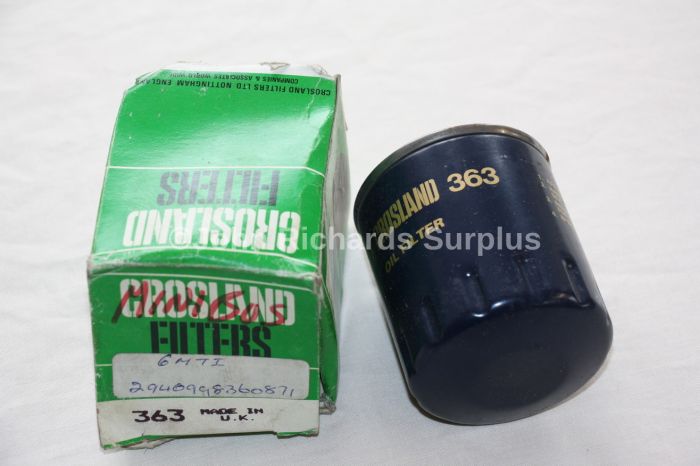 CROSLAND FILTERS LTD. NOTTINGHAM ENGLAND
COMPANIES & ASSOCIATES WORLD WIDE
CROSLAND
FILTERS
CROSLAND
FILTERS
6MT1
2940998360871
363 MADE IN
U.K.
CROSLAND 363
OIL FILTER
Richards Surplus